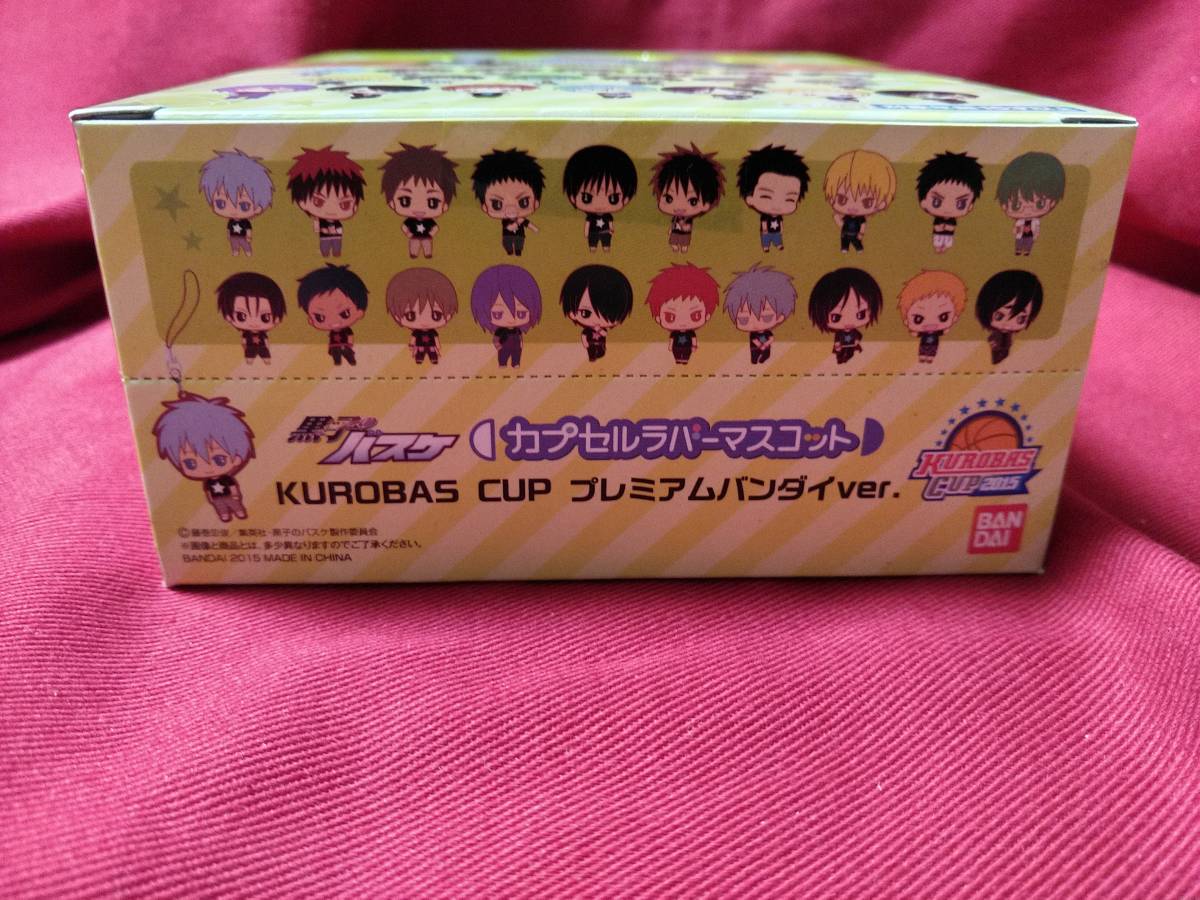 黒子のバスケ
カプセルラバーマスコット
KUROBAS CUP プレミアムバンダイver.
KUROBAS
CUP 2015
BAN
DAI
©藤巻忠俊/集英社・黒子のバスケ製作委員会
※画像と商品とは、多少異なりますのでご了承ください。
BANDAI 2015 MADE IN CHINA